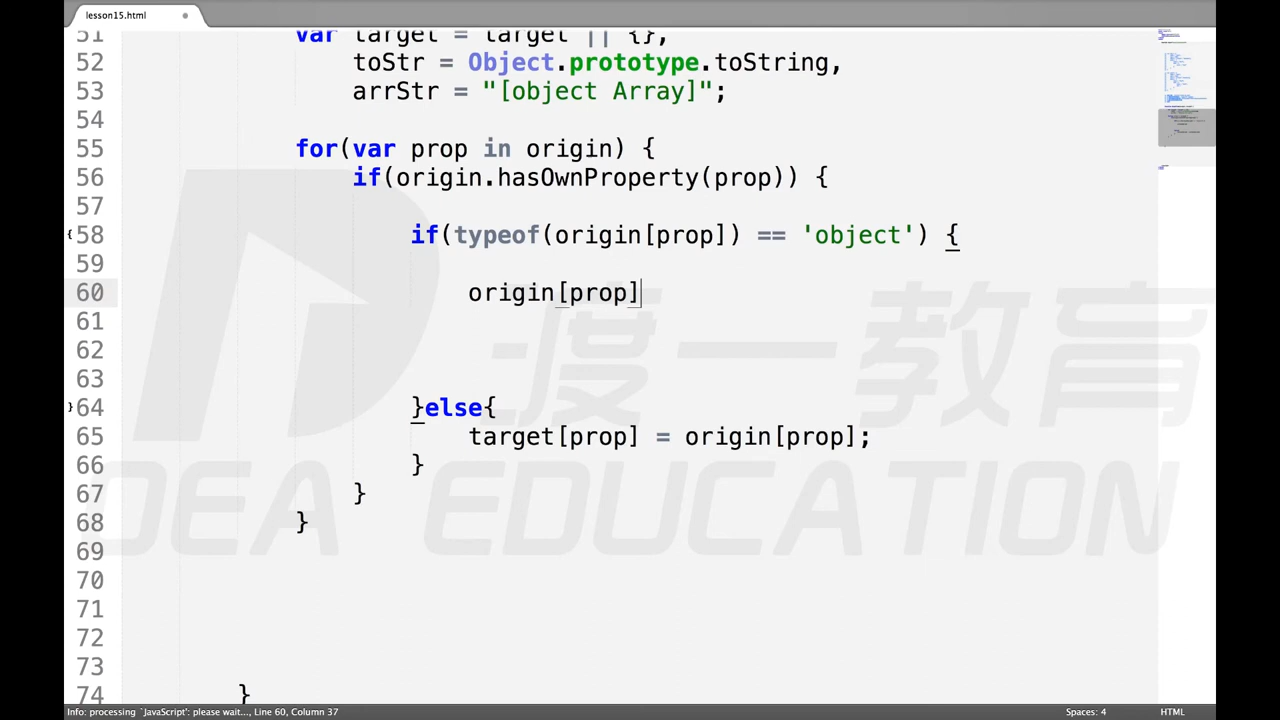 lesson15.html
51 var target = target || {},
52 toStr = Object.prototype.toString,
53 arrStr = "[object Array]";
54
55 for(var prop in origin) {
56 if(origin.hasOwnProperty(prop)) {
57
58 if(typeof(origin[prop]) == 'object') {
59
60 origin[prop]
61
62
63
64 }else{
65 target[prop] = origin[prop];
66 }
67 }
68 }
69
70
71
72
73
74 }
渡一教育
DEA EDUCATION
Info: processing `JavaScript': please wait..., Line 60, Column 37
Spaces: 4
HTML